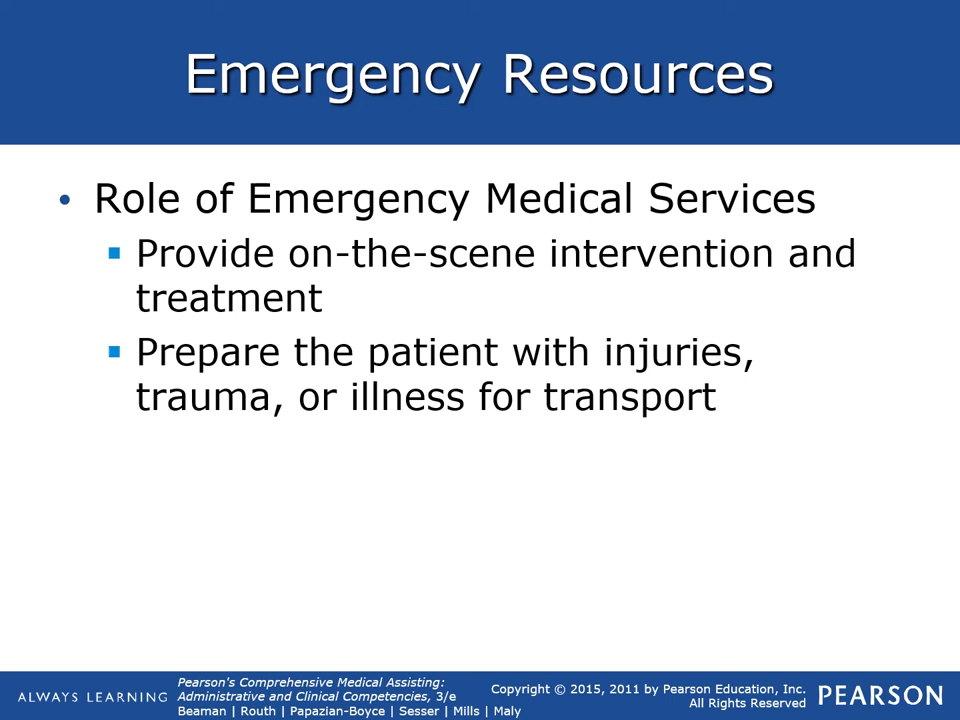 Emergency Resources
• Role of Emergency Medical Services
▪ Provide on-the-scene intervention and
treatment
▪ Prepare the patient with injuries,
trauma, or illness for transport
ALWAYS LEARNING
Pearson's Comprehensive Medical Assisting:
Administrative and Clinical Competencies, 3/e
Beaman | Routh | Papazian-Boyce | Sesser | Mills | Maly
Copyright © 2015, 2011 by Pearson Education, Inc.
All Rights Reserved
PEARSON